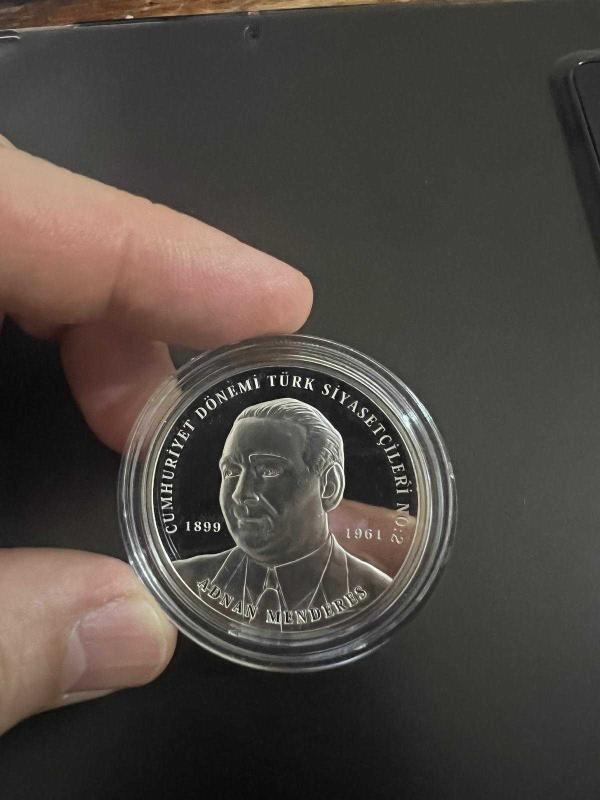 CUMHURİYET DÖNEMİ TÜRK SİYASETÇİLERİ NO:2
1899
1961
ADNAN MENDERES